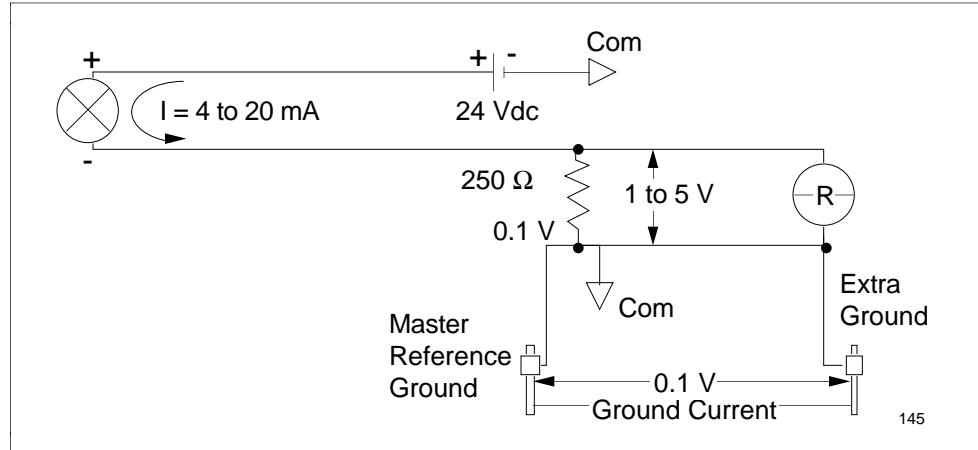 Com
+
+ -
I = 4 to 20 mA
24 Vdc
-
250 Ω
1 to 5 V
R
0.1 V
Com
Extra
Ground
Master
Reference
Ground
0.1 V
Ground Current
145